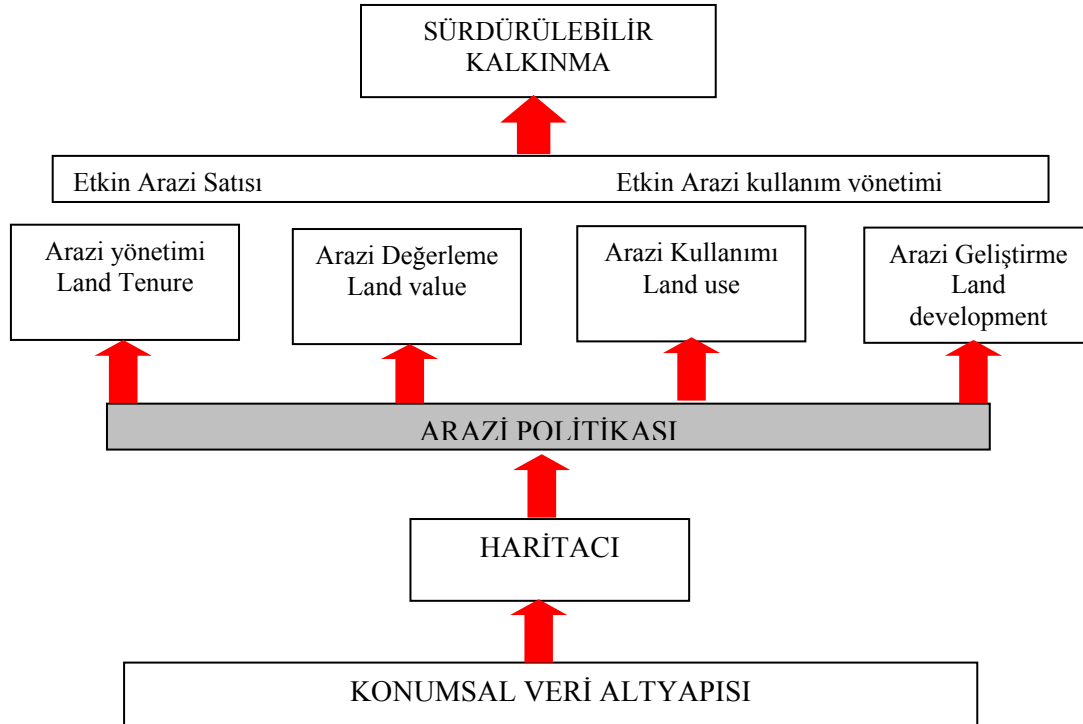 SÜRDÜRÜLEBİLİR
KALKINMA
Etkin Arazi Satısı Etkin Arazi kullanım vönetimi
Arazi yönetimi
Land Tenure
Arazi Değerleme
Land value
Arazi Kullanımı
Land use
Arazi Geliştirme
Land
development
ARAZİ POLİTİKASI
HARİTACI
KONUMSAL VERİ ALTYAPISI